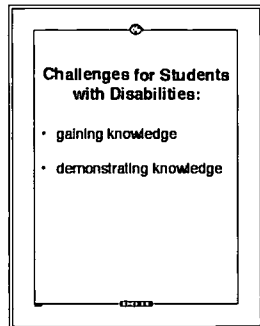 Challenges for Students
with Disabilities:
• gaining knowledge
• demonstrating knowledge